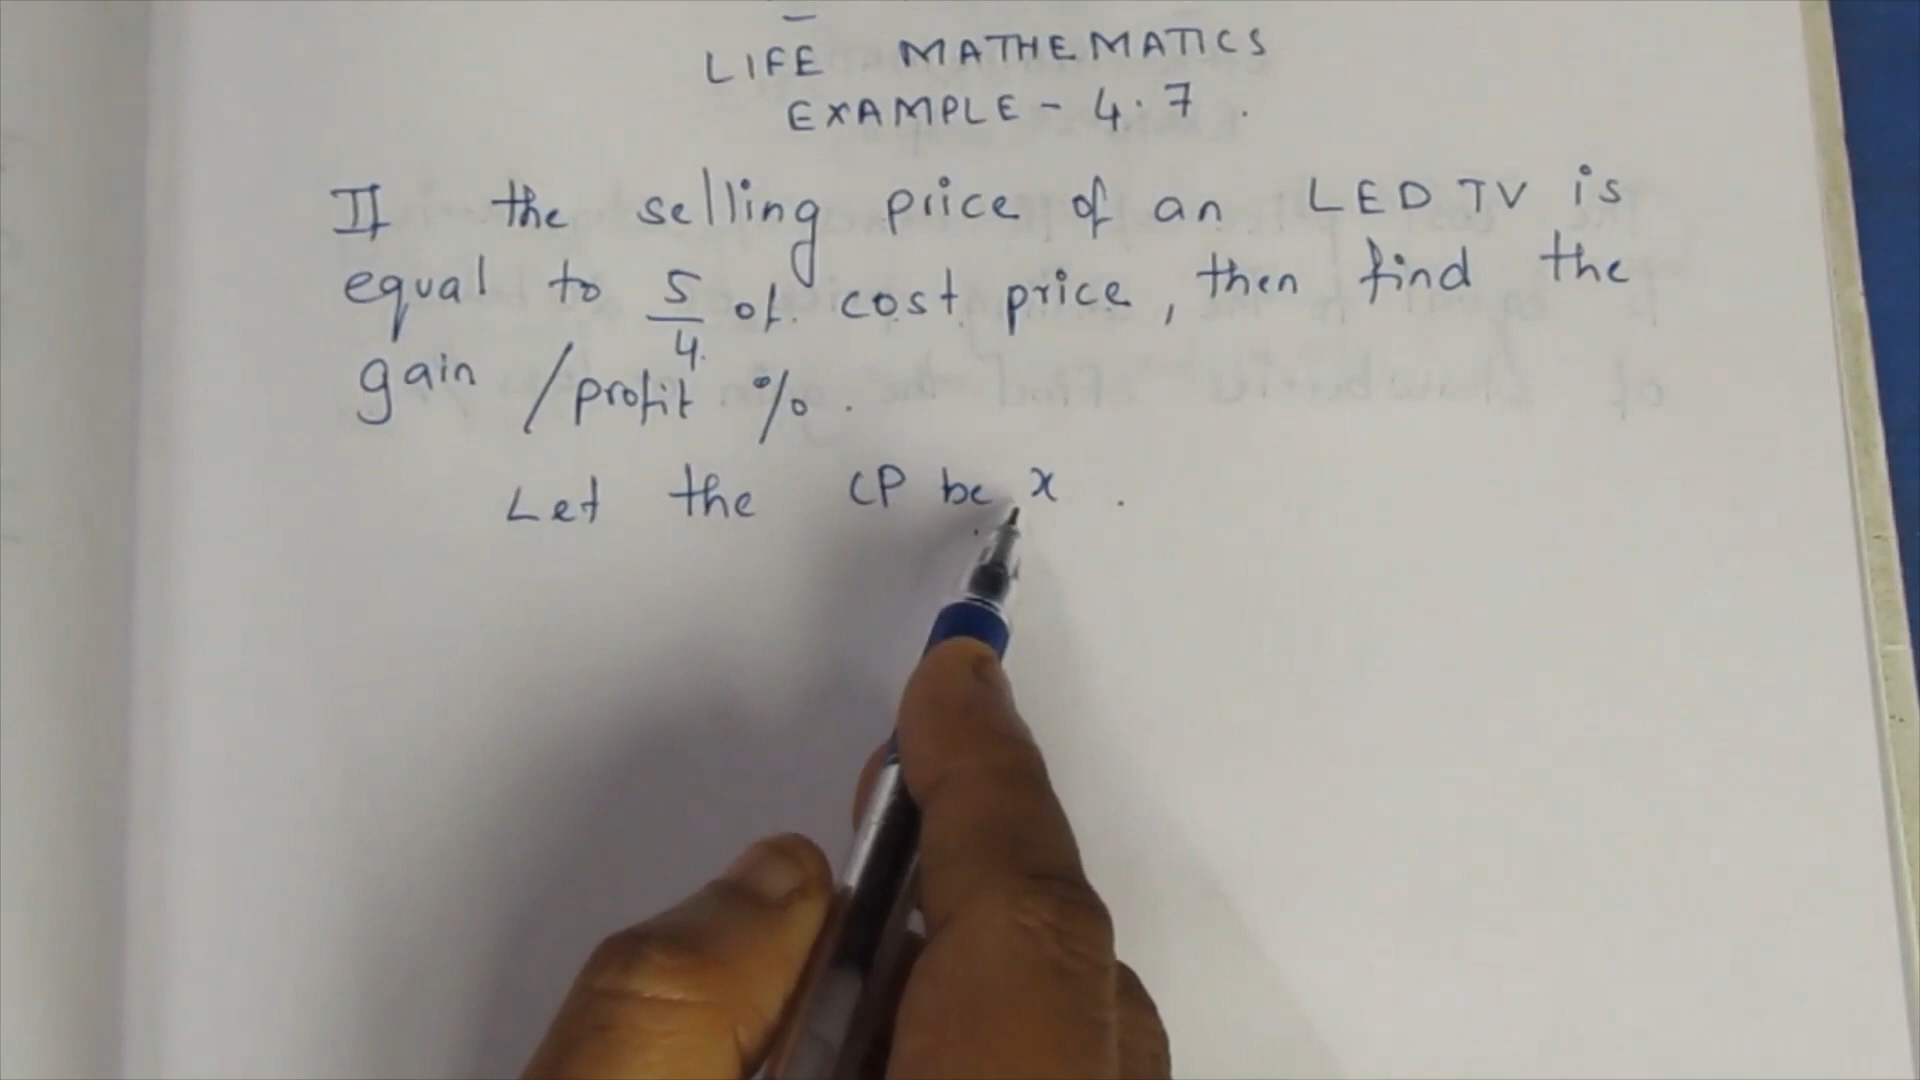 LIFE MATHEMATICS
EXAMPLE - 4.7.
If the selling price of an LED TV is
equal to 5/4 of cost price, then find the
gain /profit %.
Let the CP be x.